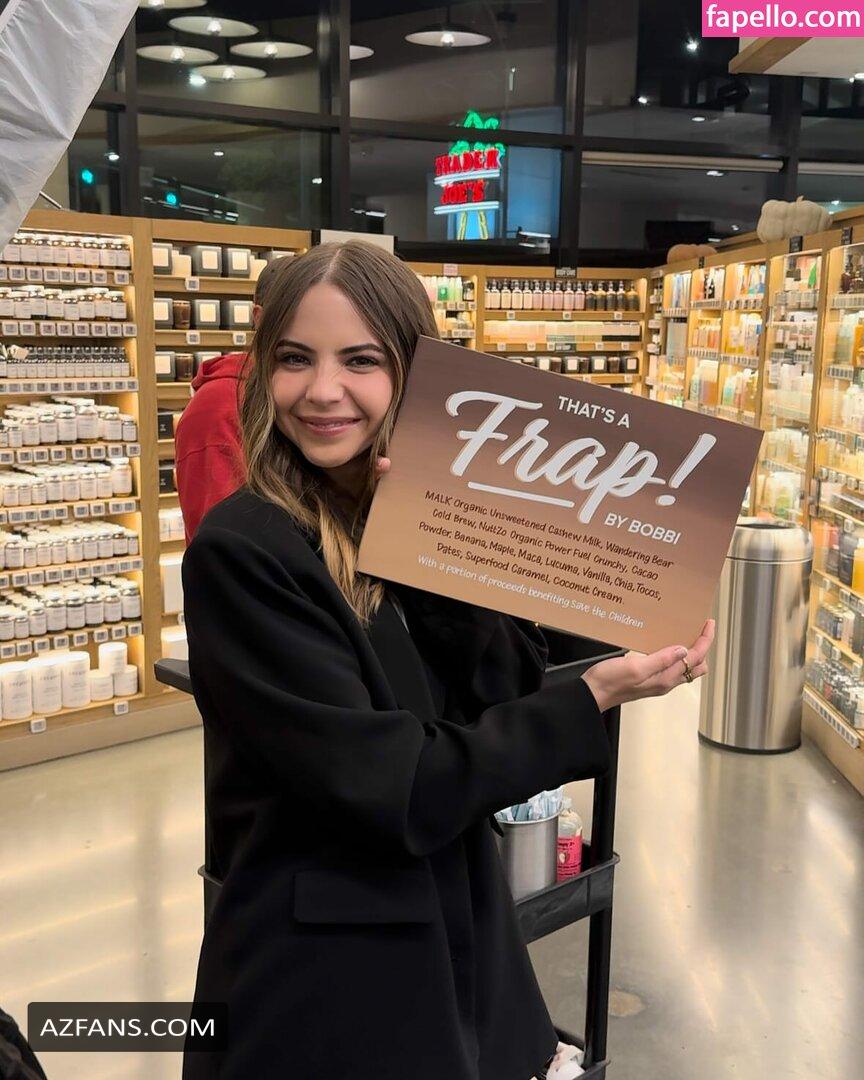 fapello.com
TRADER
JOE'S
THAT'S A
Frap!
BY BOBBI
MALK Organic Unsweetened Cashew Milk, Wandering Bear
Cold Brew, NuttZo Organic Power Fuel Crunchy, Cacao
Powder, Banana, Maple, Maca, Lucuma, Vanilla, Chia, Tocos,
Dates, Superfood Caramel, Coconut Cream.
With a portion of proceeds benefiting Save the Children
AZFANS.COM